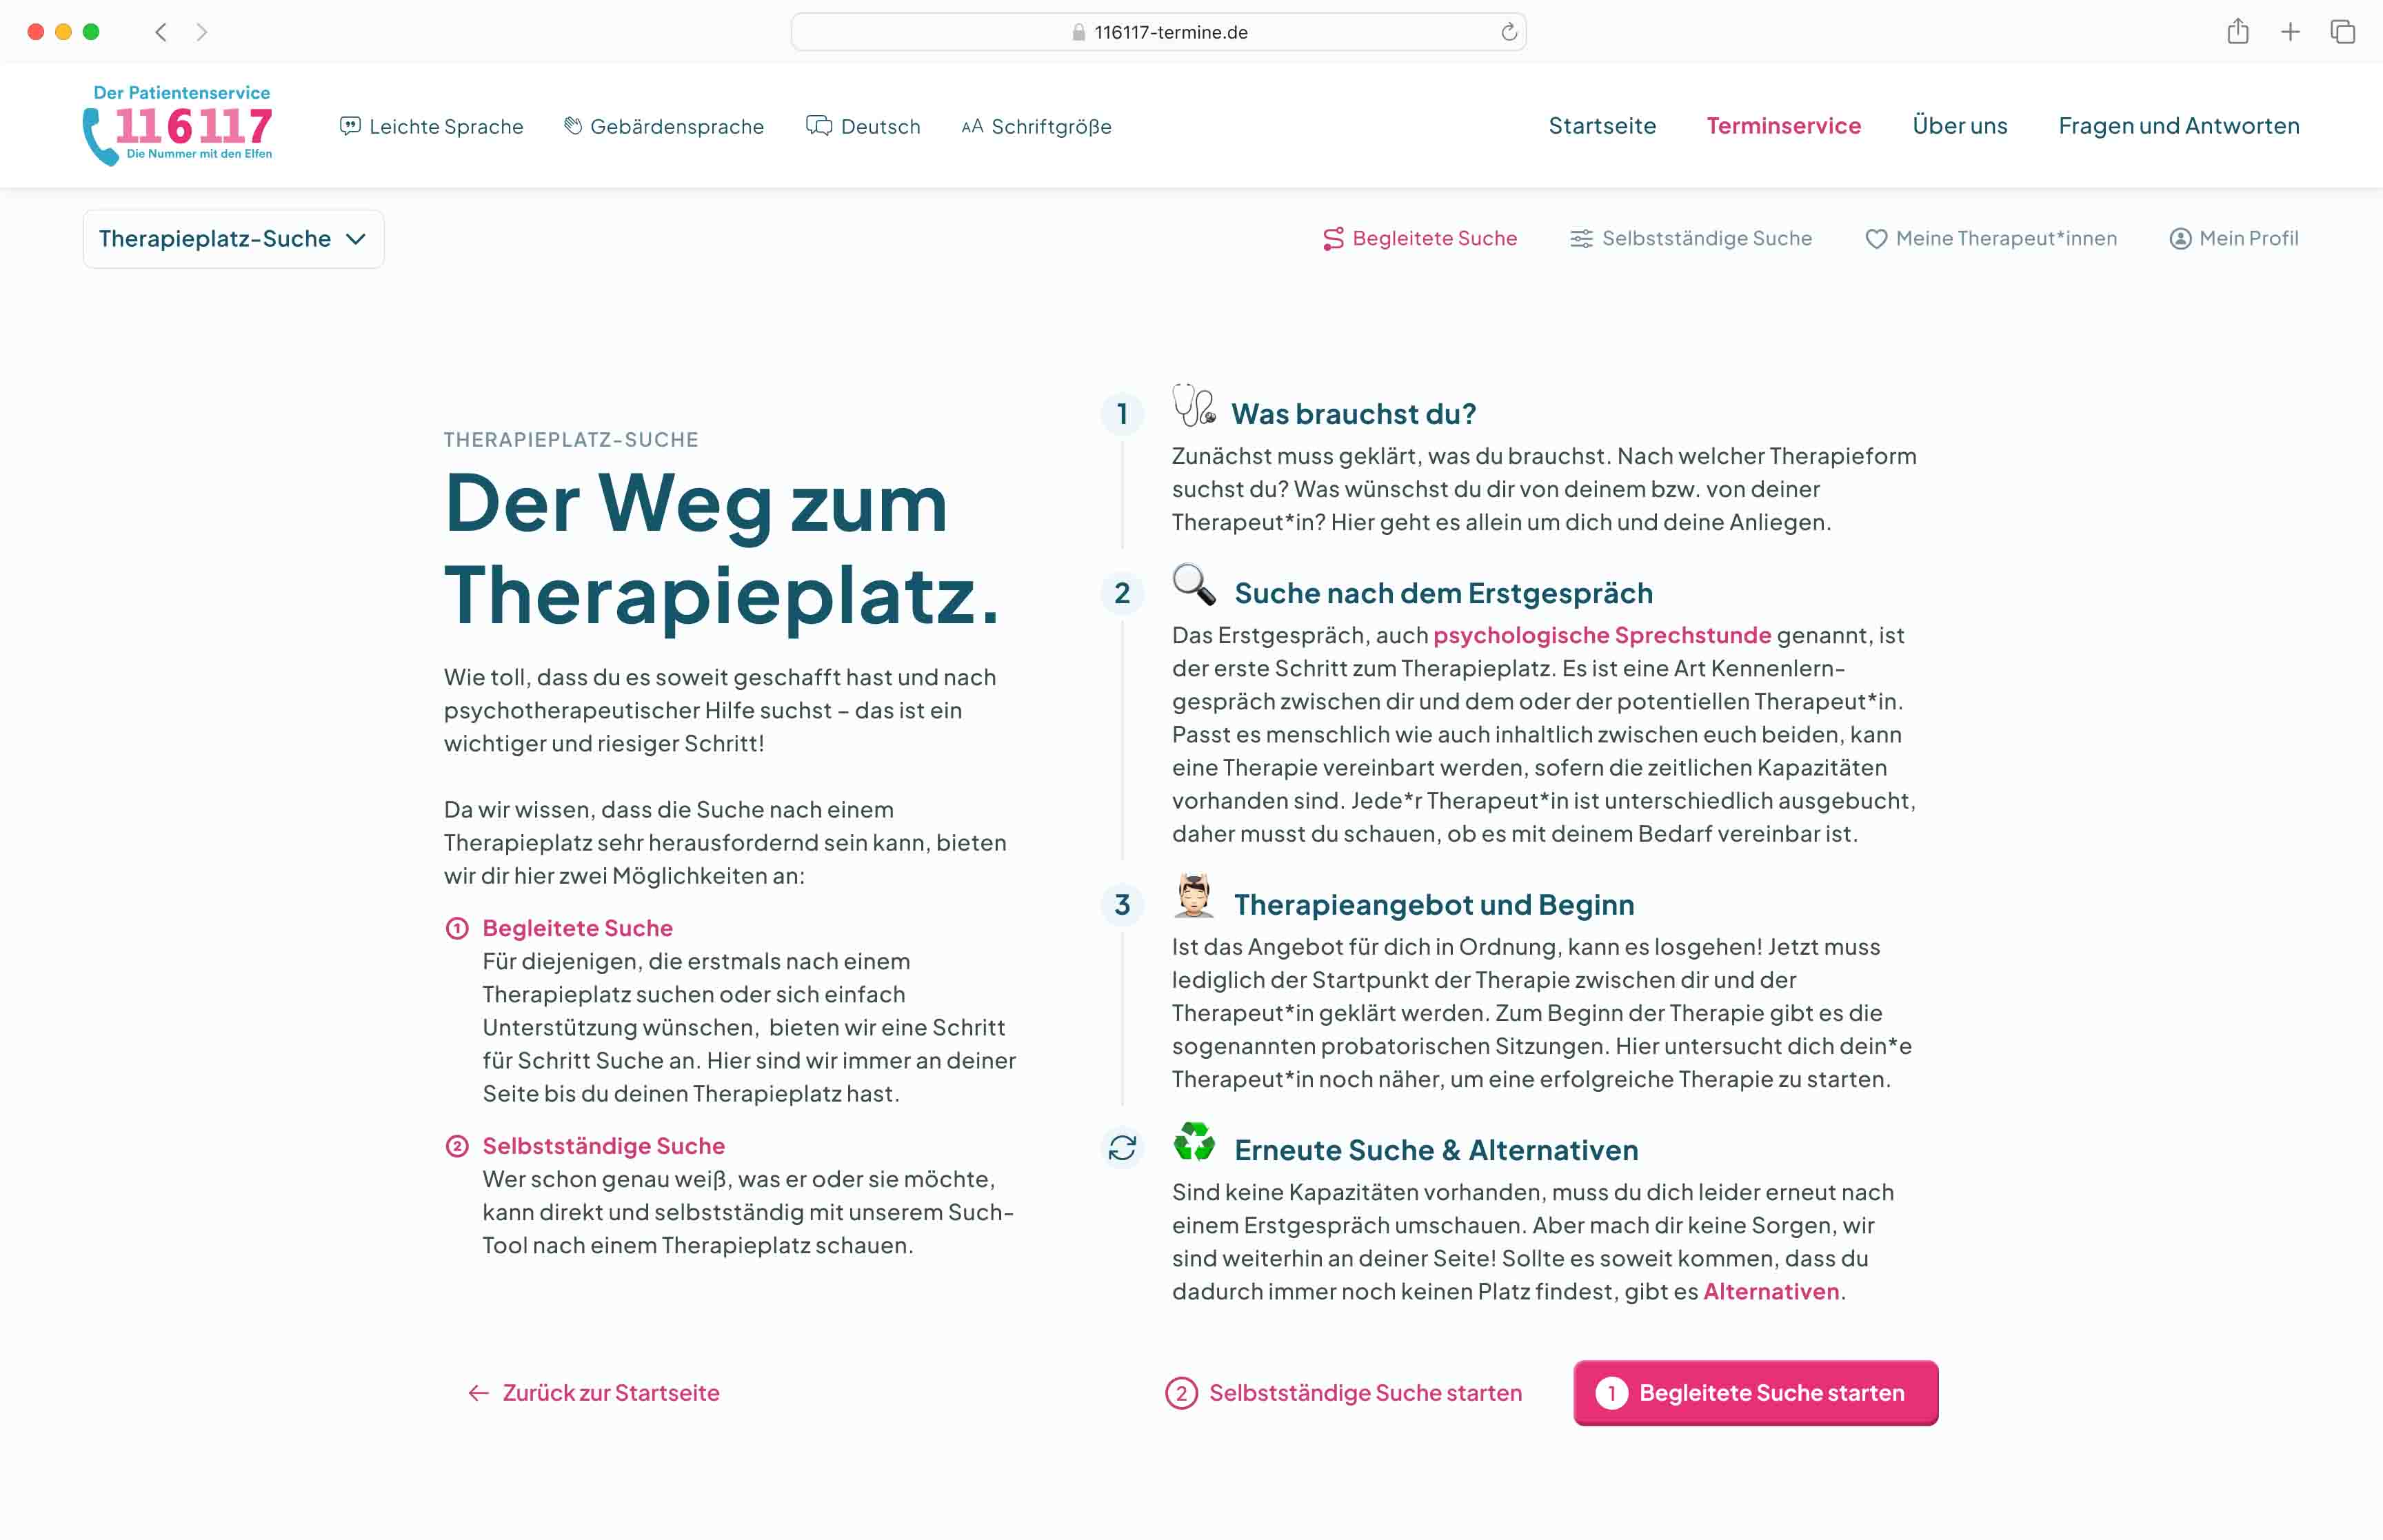 116117-termine.de
Der Patientenservice
116117
Die Nummer mit den Elfen
Leichte Sprache
Gebärdensprache
Deutsch
AA Schriftgröße
Startseite
Terminservice
Über uns
Fragen und Antworten
Therapieplatz-Suche
Begleitete Suche
Selbstständige Suche
Meine Therapeut*innen
Mein Profil
THERAPIEPLATZ-SUCHE
Der Weg zum
Therapieplatz.
Wie toll, dass du es soweit geschafft hast und nach
psychotherapeutischer Hilfe suchst – das ist ein
wichtiger und riesiger Schritt!
Da wir wissen, dass die Suche nach einem
Therapieplatz sehr herausfordernd sein kann, bieten
wir dir hier zwei Möglichkeiten an:
1 Begleitete Suche
Für diejenigen, die erstmals nach einem
Therapieplatz suchen oder sich einfach
Unterstützung wünschen, bieten wir eine Schritt
für Schritt Suche an. Hier sind wir immer an deiner
Seite bis du deinen Therapieplatz hast.
2 Selbstständige Suche
Wer schon genau weiß, was er oder sie möchte,
kann direkt und selbstständig mit unserem Such-
Tool nach einem Therapieplatz schauen.
1 Was brauchst du?
Zunächst muss geklärt, was du brauchst. Nach welcher Therapieform
suchst du? Was wünschst du dir von deinem bzw. von deiner
Therapeut*in? Hier geht es allein um dich und deine Anliegen.
2 Suche nach dem Erstgespräch
Das Erstgespräch, auch psychologische Sprechstunde genannt, ist
der erste Schritt zum Therapieplatz. Es ist eine Art Kennenlern-
gespräch zwischen dir und dem oder der potentiellen Therapeut*in.
Passt es menschlich wie auch inhaltlich zwischen euch beiden, kann
eine Therapie vereinbart werden, sofern die zeitlichen Kapazitäten
vorhanden sind. Jede*r Therapeut*in ist unterschiedlich ausgebucht,
daher musst du schauen, ob es mit deinem Bedarf vereinbar ist.
3 Therapieangebot und Beginn
Ist das Angebot für dich in Ordnung, kann es losgehen! Jetzt muss
lediglich der Startpunkt der Therapie zwischen dir und der
Therapeut*in geklärt werden. Zum Beginn der Therapie gibt es die
sogenannten probatorischen Sitzungen. Hier untersucht dich dein*e
Therapeut*in noch näher, um eine erfolgreiche Therapie zu starten.
Erneute Suche & Alternativen
Sind keine Kapazitäten vorhanden, muss du dich leider erneut nach
einem Erstgespräch umschauen. Aber mach dir keine Sorgen, wir
sind weiterhin an deiner Seite! Sollte es soweit kommen, dass du
dadurch immer noch keinen Platz findest, gibt es Alternativen.
← Zurück zur Startseite
2 Selbstständige Suche starten
1 Begleitete Suche starten